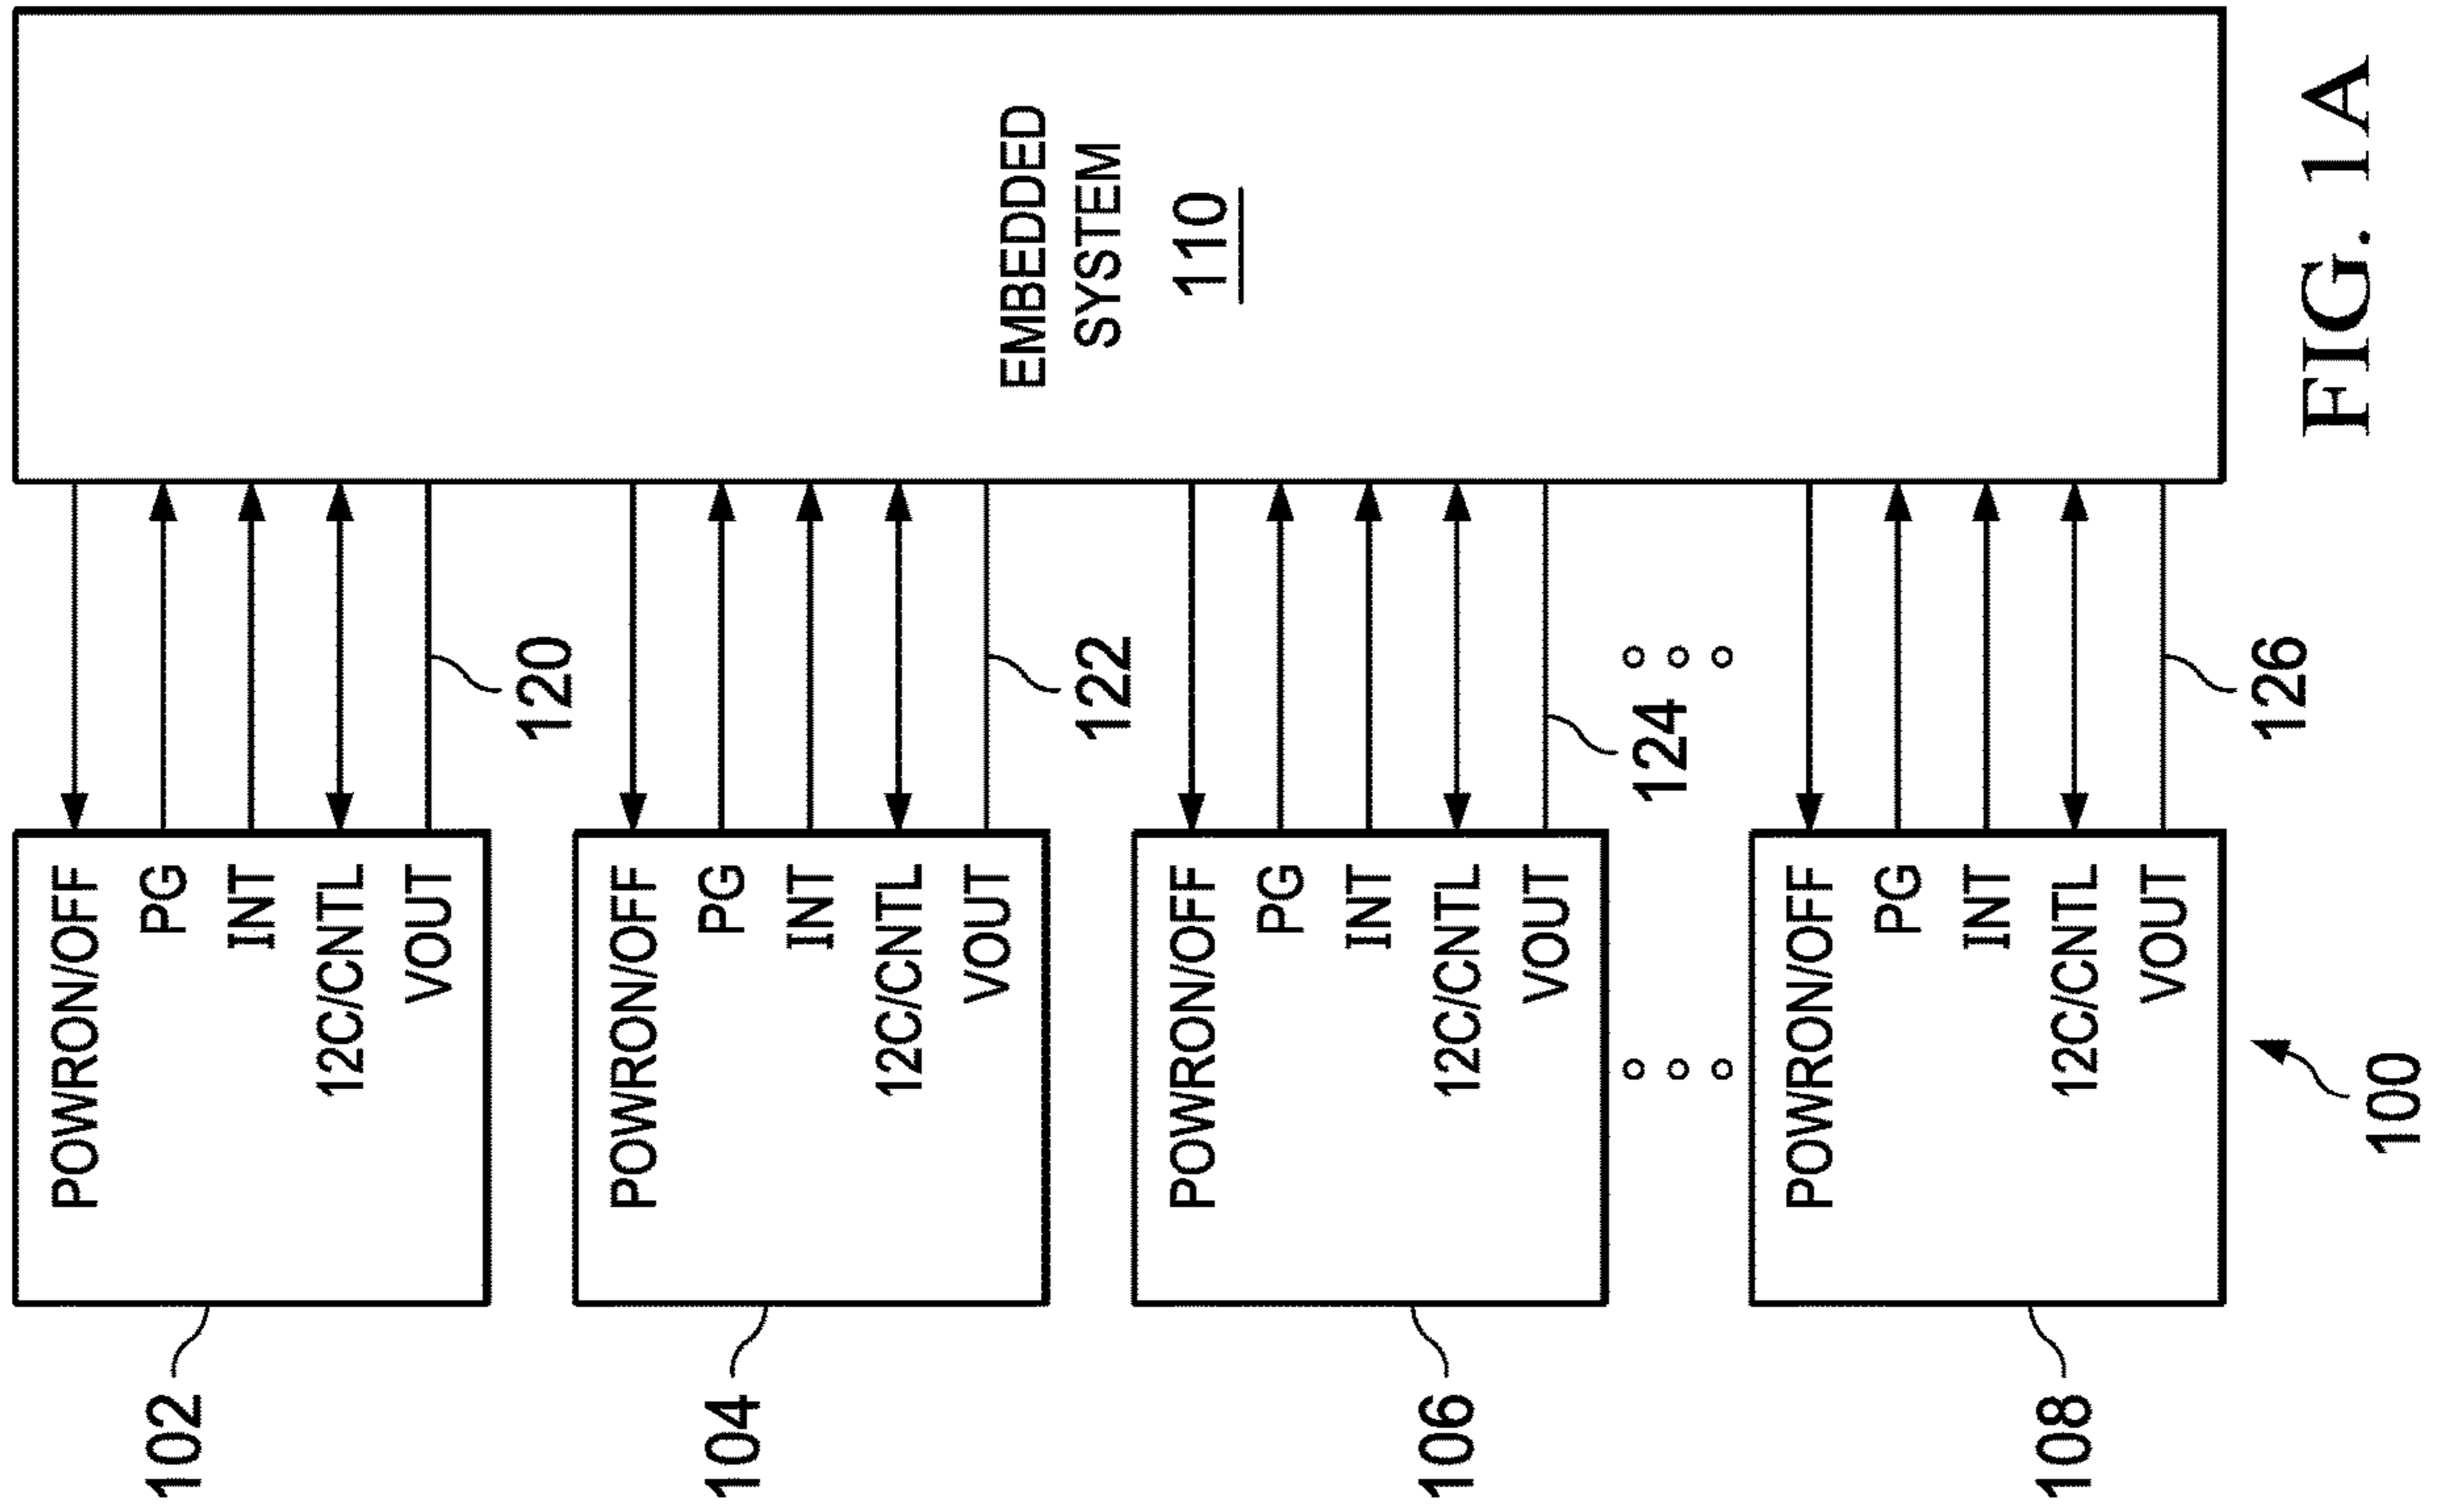 102
POWRON/OFF
PG
INT
12C/CNTL
VOUT
120
104
POWRON/OFF
PG
INT
12C/CNTL
VOUT
122
106
POWRON/OFF
PG
INT
12C/CNTL
VOUT
124
108
POWRON/OFF
PG
INT
12C/CNTL
VOUT
126
EMBEDDED
SYSTEM
110
100
FIG. 1A